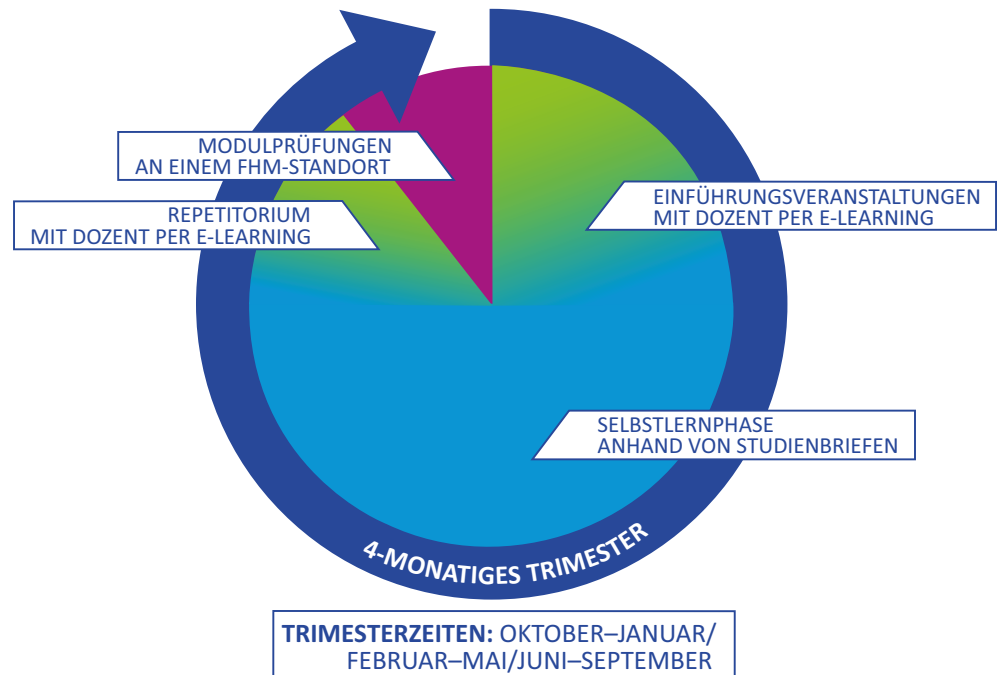 MODULPRÜFUNGEN
AN EINEM FHM-STANDORT
REPETITORIUM
MIT DOZENT PER E-LEARNING
EINFÜHRUNGSVERANSTALTUNGEN
MIT DOZENT PER E-LEARNING
SELBSTLERNPHASE
ANHAND VON STUDIENBRIEFEN
4-MONATIGES TRIMESTER
TRIMESTERZEITEN: OKTOBER–JANUAR/
FEBRUAR–MAI/JUNI–SEPTEMBER